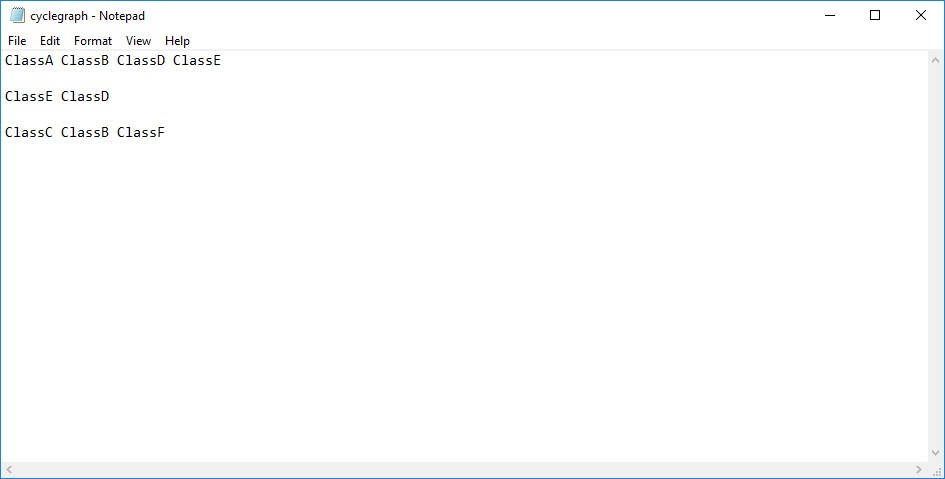 cyclegraph - Notepad
File Edit Format View Help
ClassA ClassB ClassD ClassE
ClassE ClassD
ClassC ClassB ClassF